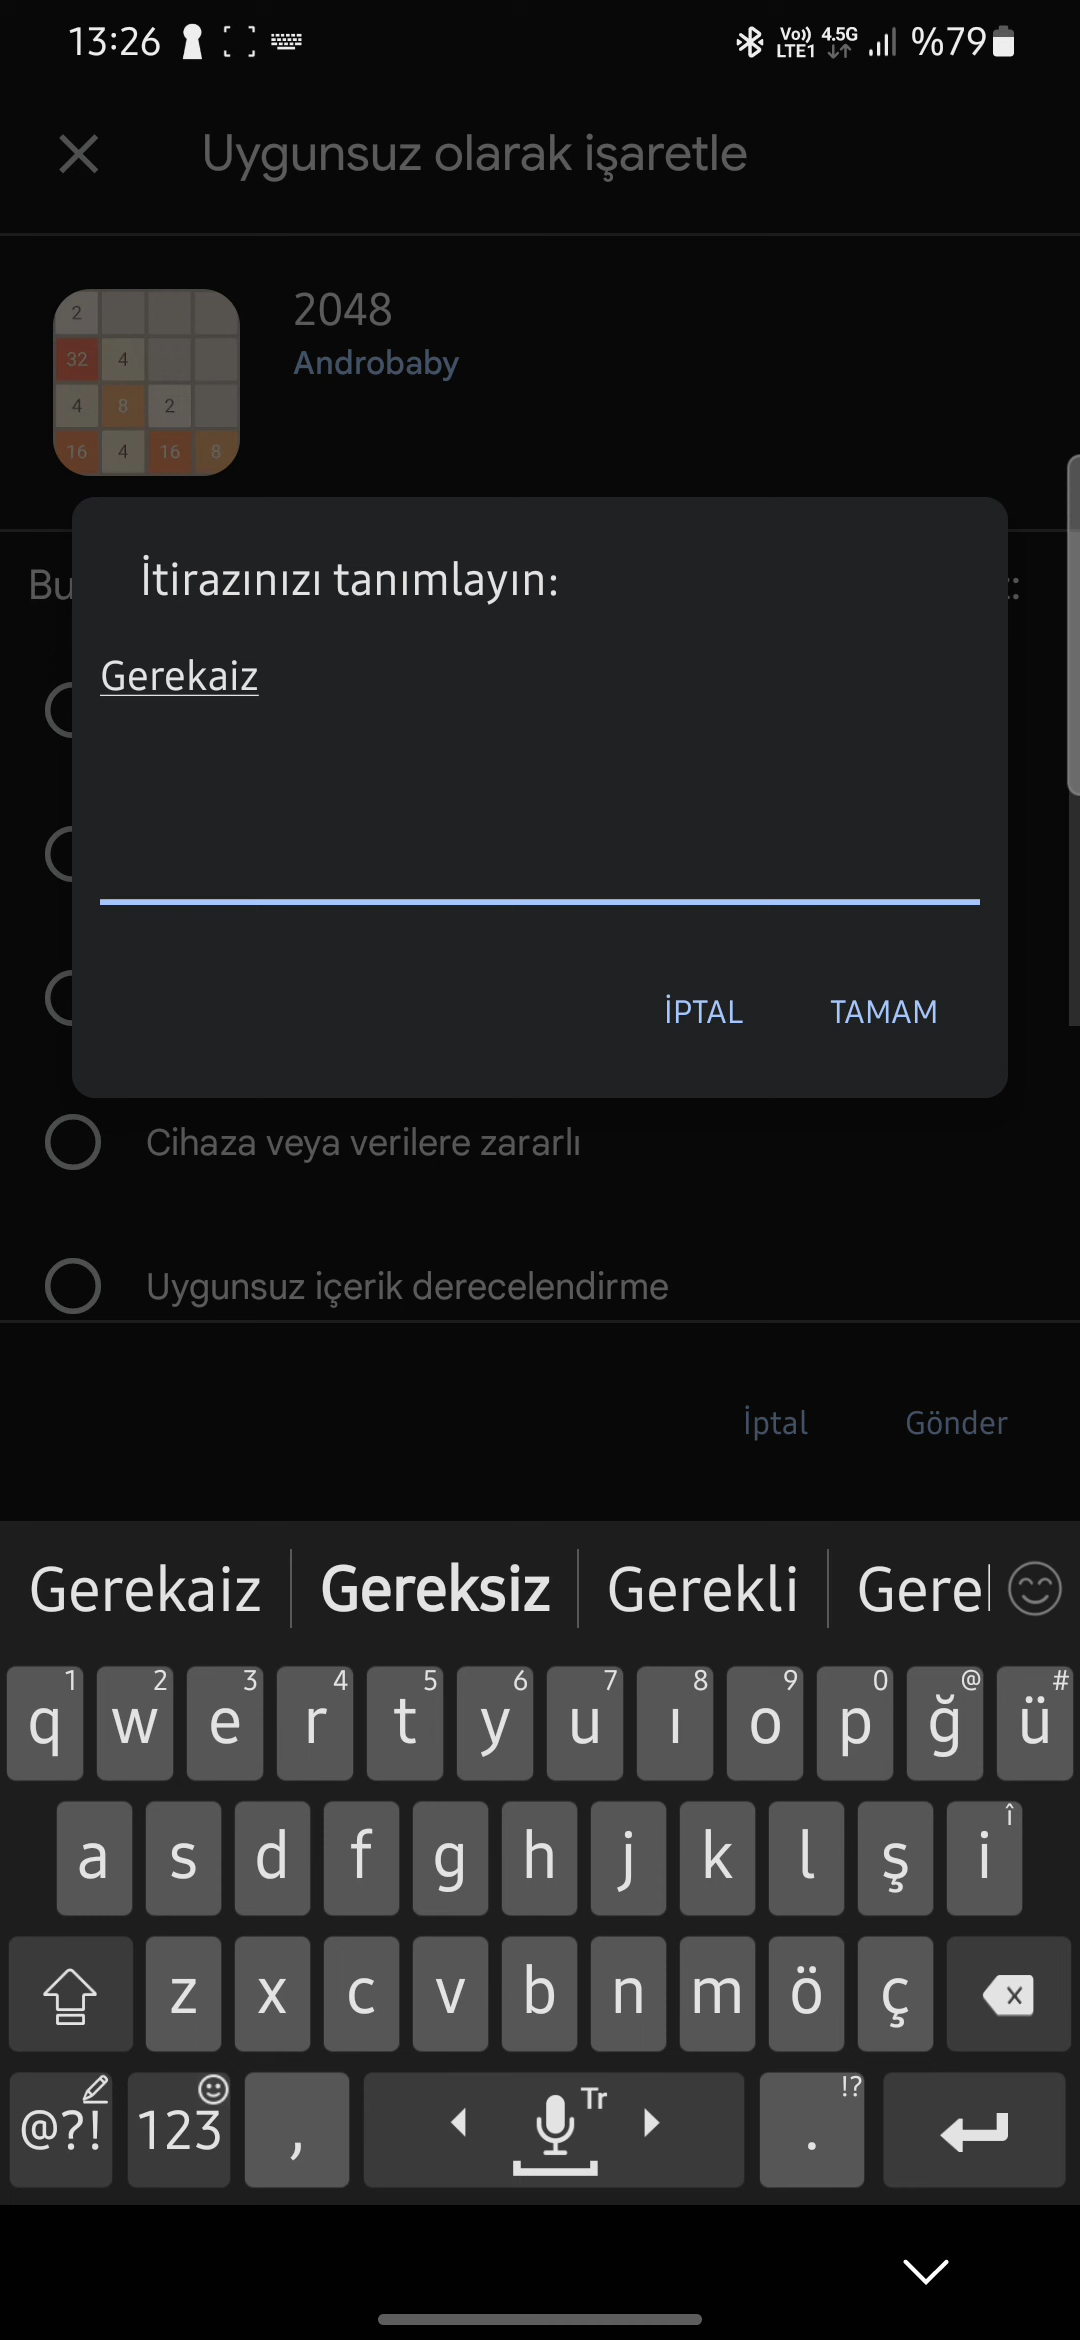 13:26
Vo)) LTE1 4.5G %79
Uygunsuz olarak işaretle
2
32 4
4 8 2
16 4 16 8
2048
Androbaby
Bu
İtirazınızı tanımlayın:
Gerekaiz
İPTAL TAMAM
Cihaza veya verilere zararlı
Uygunsuz içerik derecelendirme
İptal Gönder
Gerekaiz Gereksiz Gerekli Gerel
1 2 3 4 5 6 7 8 9 0 @ #
q w e r t y u ı o p ğ ü
î
a s d f g h j k l ş i
z x c v b n m ö ç
@?! 123 , Tr !? .